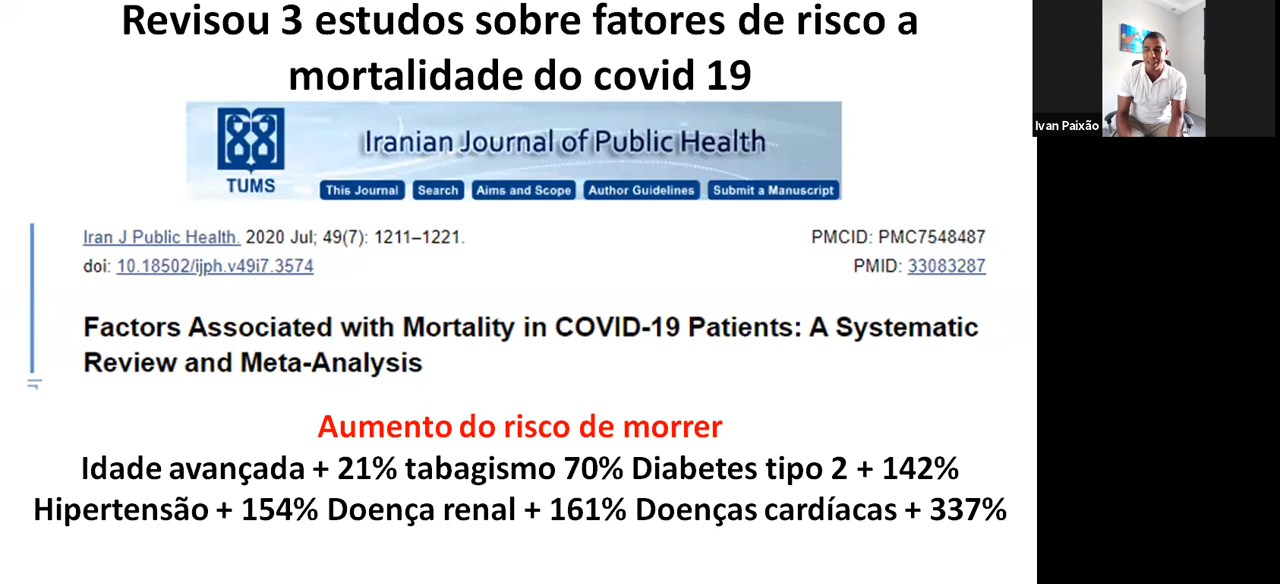 Revisou 3 estudos sobre fatores de risco a
mortalidade do covid 19
TUMS
Iranian Journal of Public Health
This Journal Search Aims and Scope Author Guidelines Submit a Manuscript
Iran J Public Health. 2020 Jul; 49(7): 1211–1221.
PMCID: PMC7548487
doi: 10.18502/ijph.v49i7.3574
PMID: 33083287
Factors Associated with Mortality in COVID-19 Patients: A Systematic
Review and Meta-Analysis
Aumento do risco de morrer
Idade avançada + 21% tabagismo 70% Diabetes tipo 2 + 142%
Hipertensão + 154% Doença renal + 161% Doenças cardíacas + 337%
Ivan Paixão